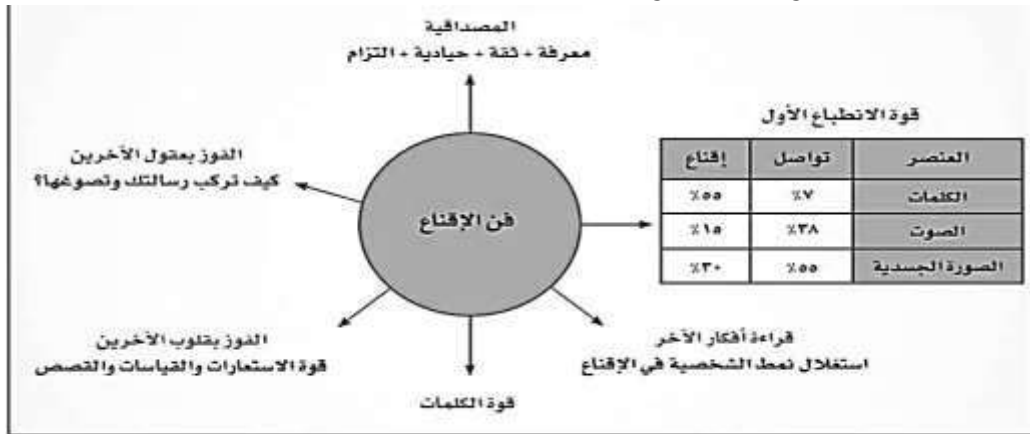 المصداقية
معرفة + ثقة + حيادية + التزام
قوة الانطباع الأول
العنصر تواصل إقناع
الكلمات ٧٪ ٥٥٪
الصوت ٣٨٪ ١٥٪
الصورة الجسدية ٥٥٪ ٣٠٪
الفوز بعقول الآخرين
كيف تركب رسالتك وتصوغها؟
فن الإقناع
قراءة أفكار الآخر
استغلال نمط الشخصية في الإقناع
الفوز بقلوب الآخرين
قوة الاستعارات والقياسات والقصص
قوة الكلمات